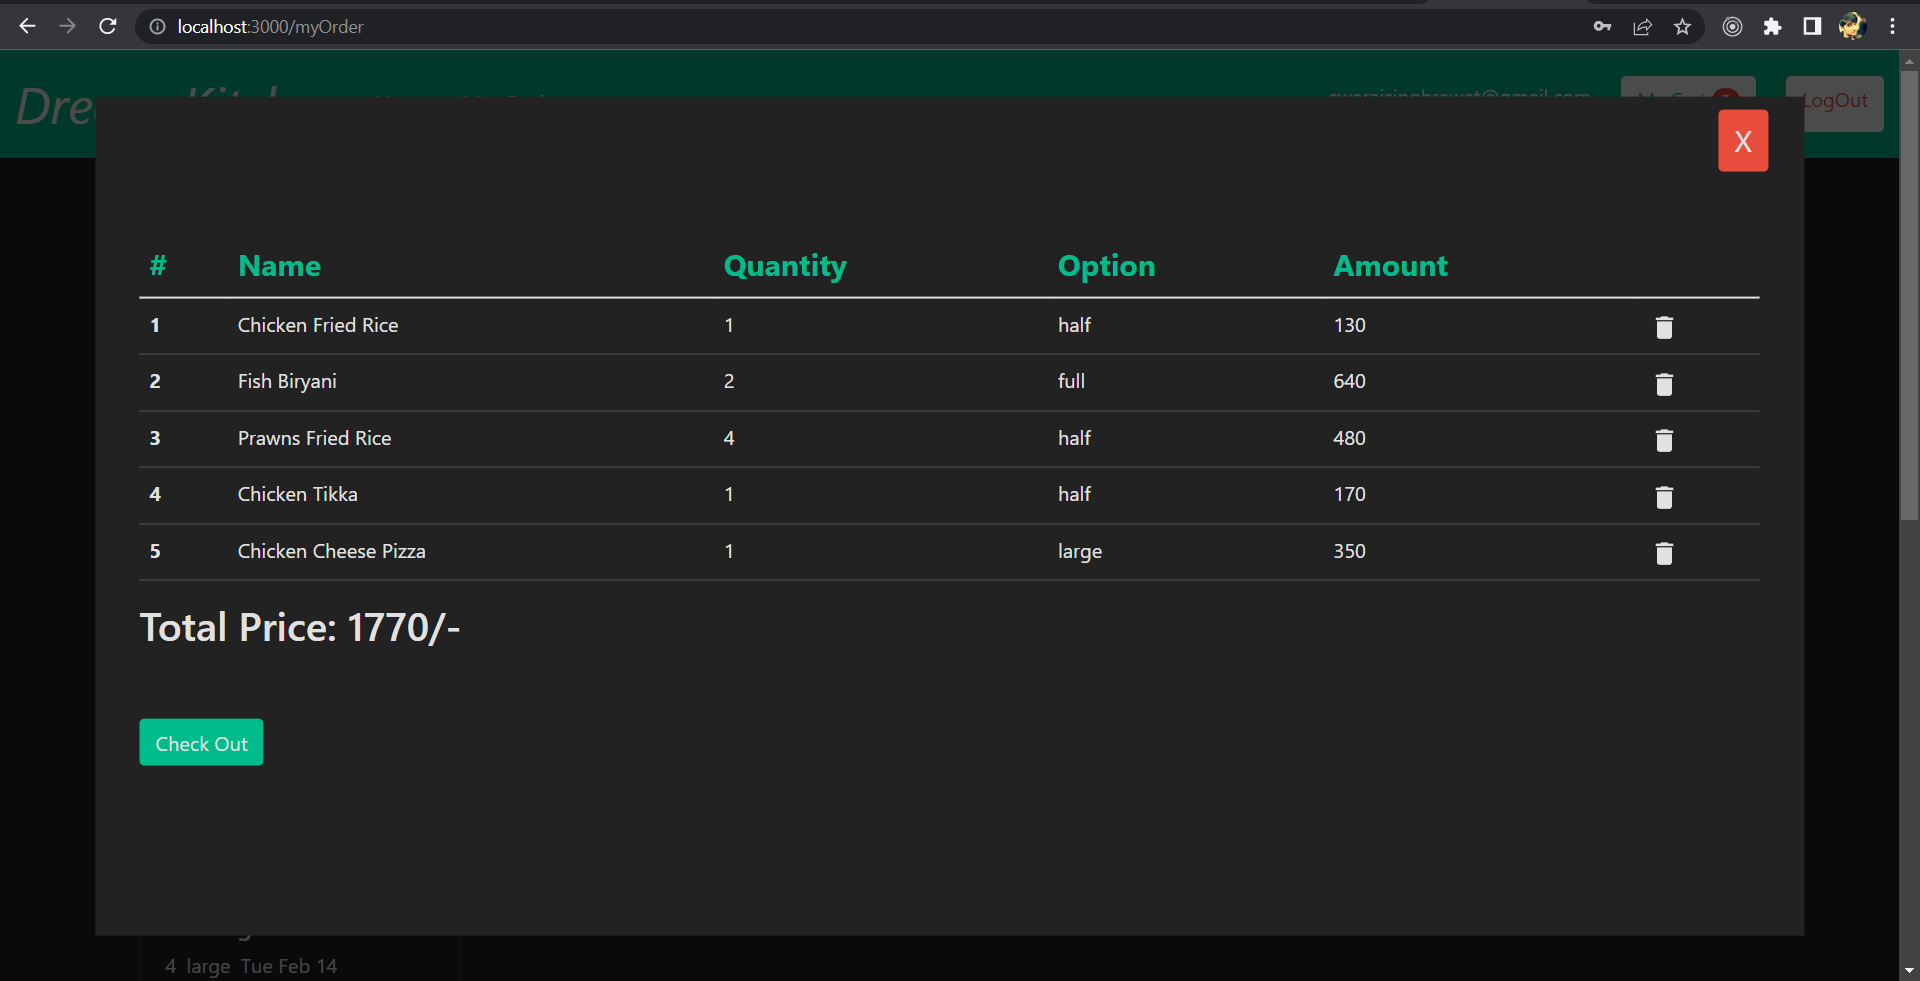 localhost:3000/myOrder
LogOut
X
# Name Quantity Option Amount
1 Chicken Fried Rice 1 half 130
2 Fish Biryani 2 full 640
3 Prawns Fried Rice 4 half 480
4 Chicken Tikka 1 half 170
5 Chicken Cheese Pizza 1 large 350
Total Price: 1770/-
Check Out
4 large Tue Feb 14